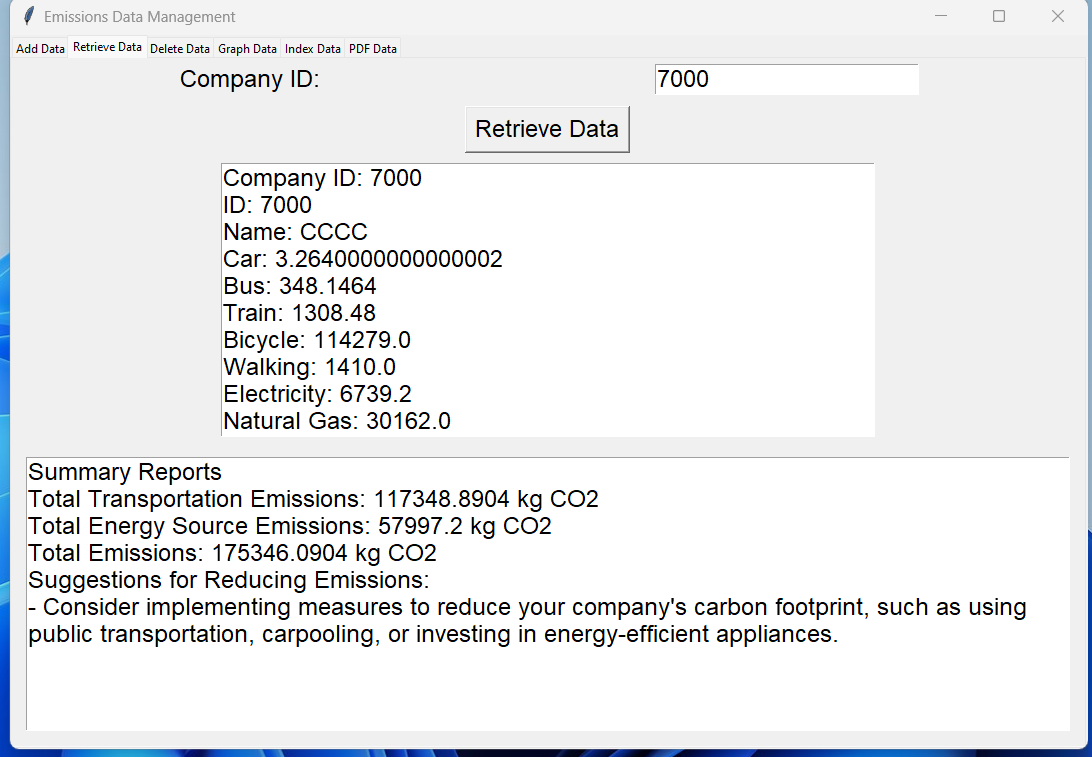 Emissions Data Management
Add Data Retrieve Data Delete Data Graph Data Index Data PDF Data
Company ID: 7000
Retrieve Data
Company ID: 7000
ID: 7000
Name: CCCC
Car: 3.2640000000000002
Bus: 348.1464
Train: 1308.48
Bicycle: 114279.0
Walking: 1410.0
Electricity: 6739.2
Natural Gas: 30162.0
Summary Reports
Total Transportation Emissions: 117348.8904 kg CO2
Total Energy Source Emissions: 57997.2 kg CO2
Total Emissions: 175346.0904 kg CO2
Suggestions for Reducing Emissions:
- Consider implementing measures to reduce your company's carbon footprint, such as using
public transportation, carpooling, or investing in energy-efficient appliances.